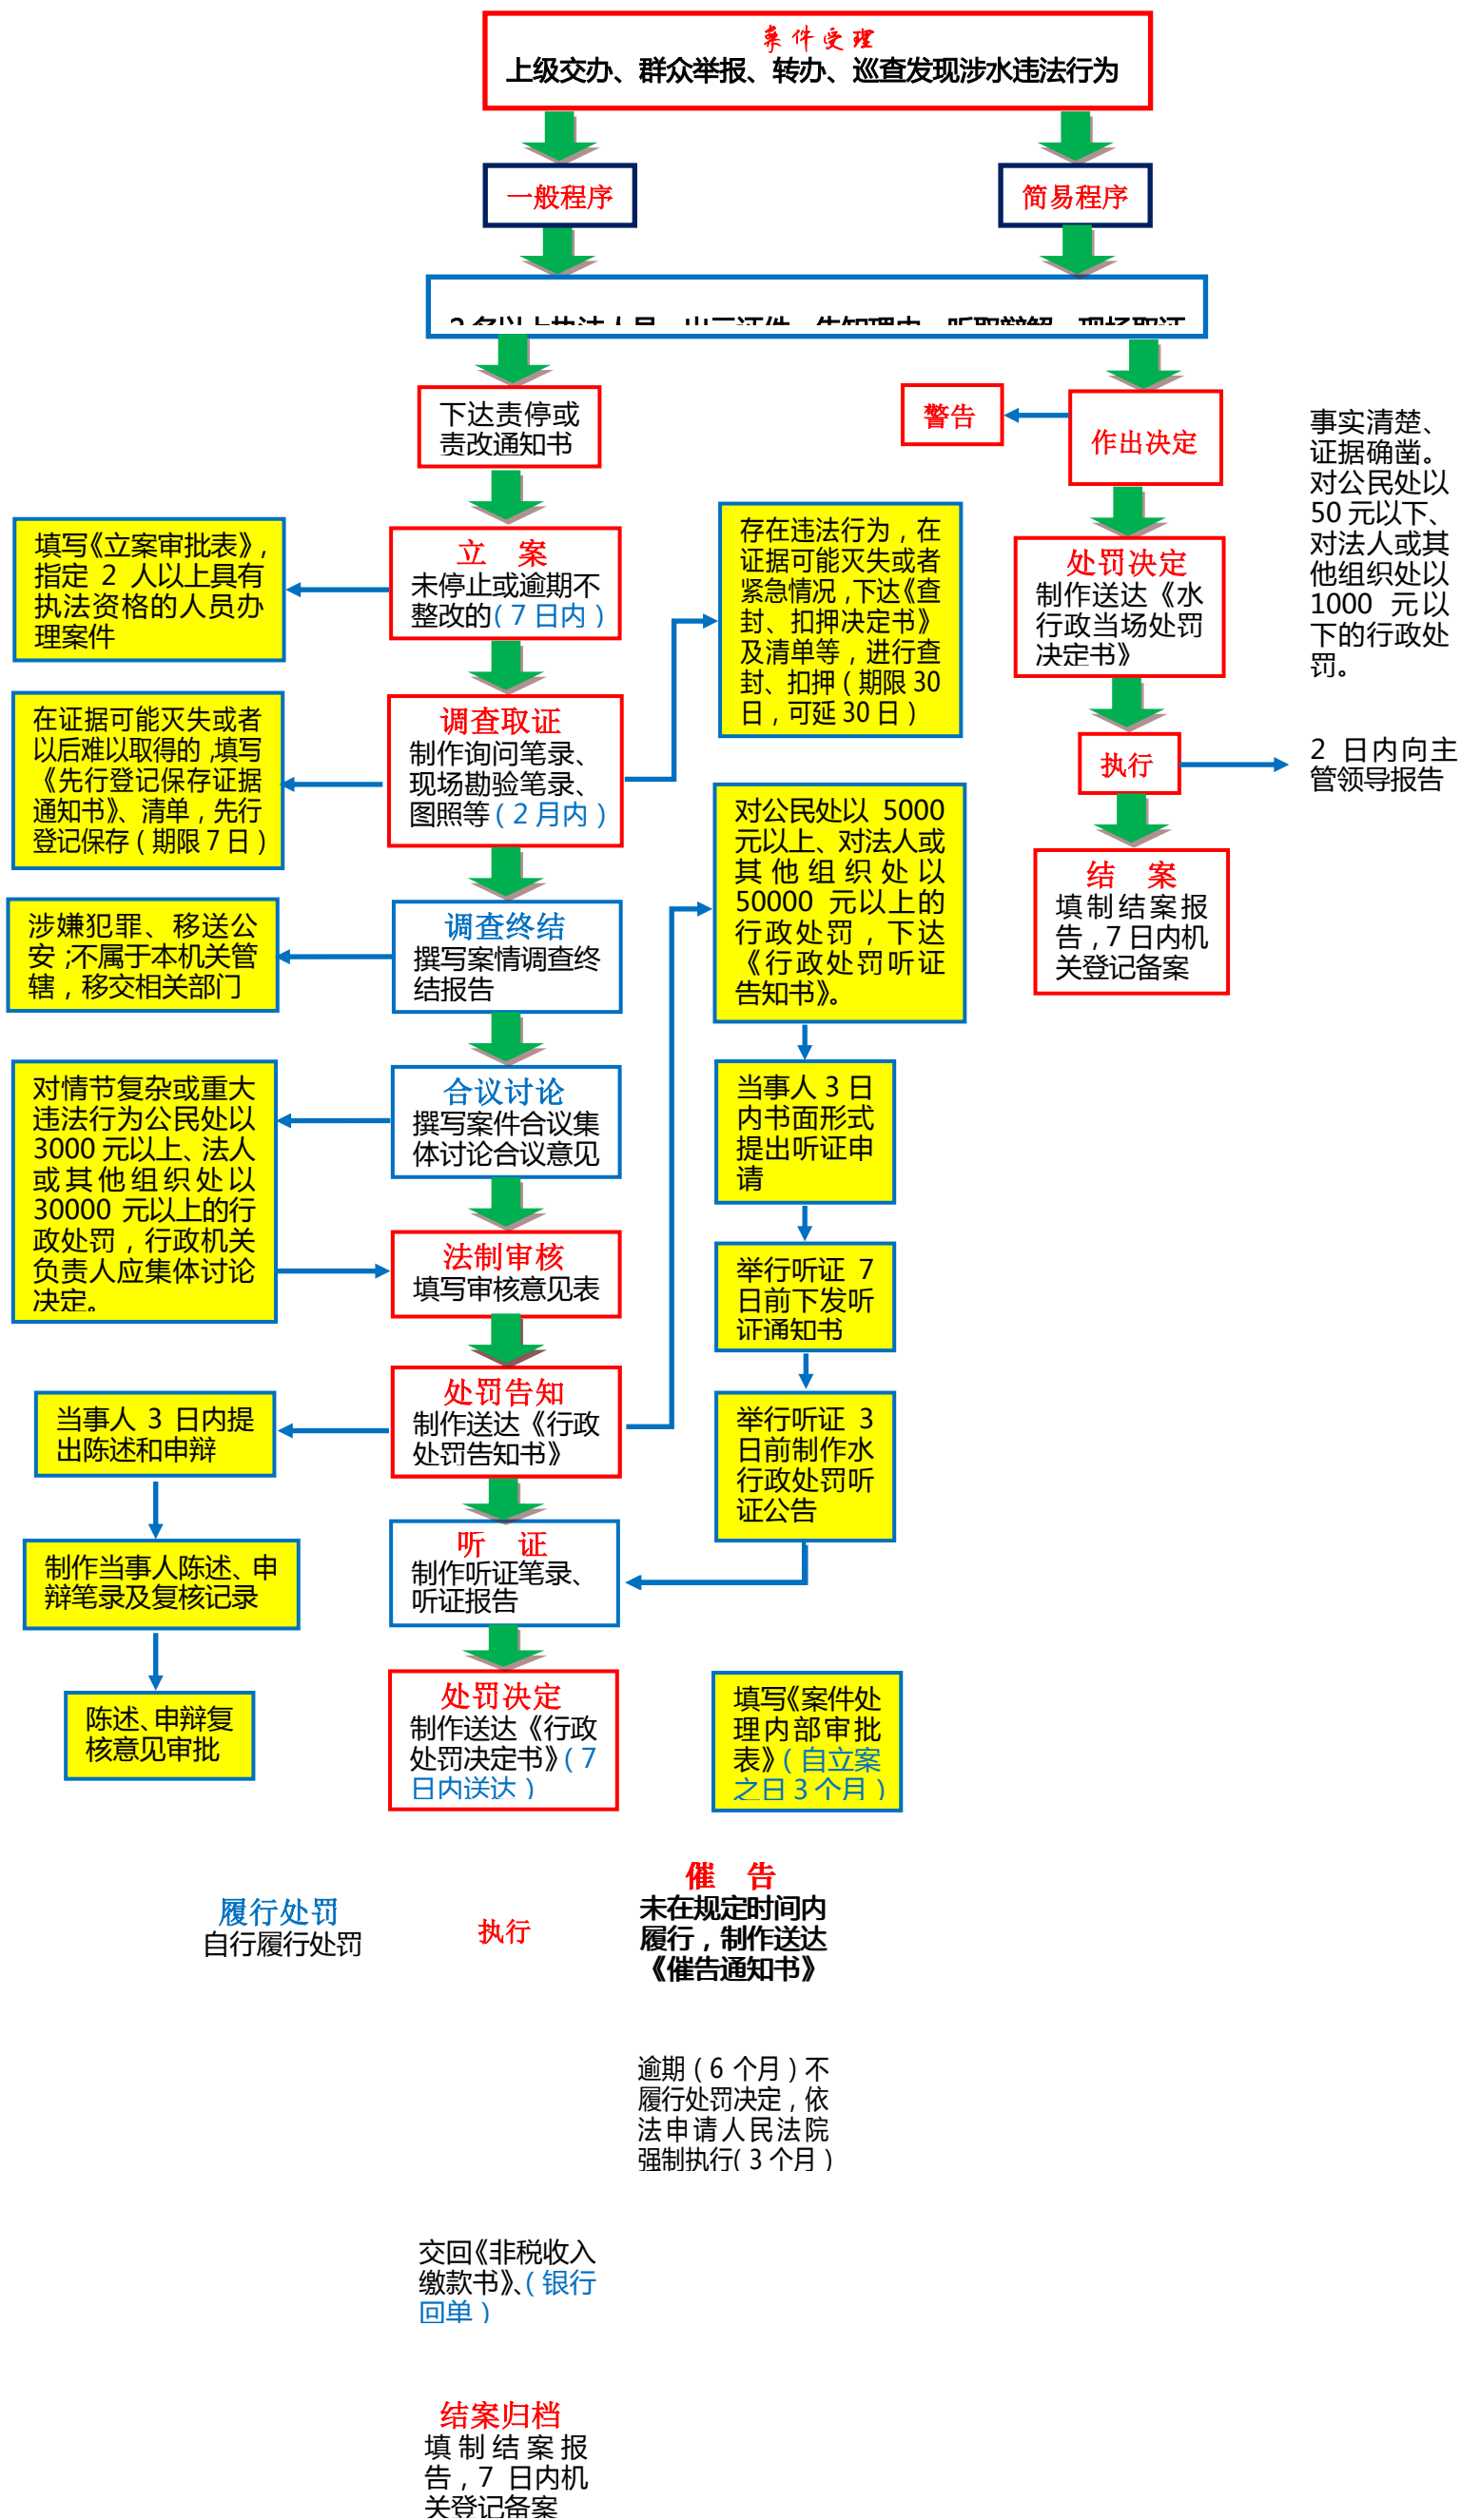 案件受理
上级交办、群众举报、转办、巡查发现涉水违法行为
一般程序
简易程序
2名以上执法人员、出示证件、告知理由、听取辩解、现场取证
下达责停或
责改通知书
警告
作出决定
事实清楚、
证据确凿。
对公民处以
50 元以下、
对法人或其
他组织处以
1000 元以
下的行政处
罚。
立 案
未停止或逾期不
整改的(7日内)
填写《立案审批表》,
指定 2 人以上具有
执法资格的人员办
理案件
存在违法行为,在
证据可能灭失或者
紧急情况,下达《查
封、扣押决定书》
及清单等,进行查
封、扣押(期限 30
日,可延 30 日)
处罚决定
制作送达《水
行政当场处罚
决定书》
调查取证
制作询问笔录、
现场勘验笔录、
图照等(2月内)
在证据可能灭失或者
以后难以取得的,填写
《先行登记保存证据
通知书》、清单,先行
登记保存(期限 7 日)
执行
2 日内向主
管领导报告
对公民处以 5000
元以上、对法人或
其他组织处以
50000 元以上的
行政处罚,下达
《行政处罚听证
告知书》。
结 案
填制结案报
告,7日内机
关登记备案
调查终结
撰写案情调查终
结报告
涉嫌犯罪、移送公
安;不属于本机关管
辖,移交相关部门
合议讨论
撰写案件合议集
体讨论合议意见
对情节复杂或重大
违法行为公民处以
3000 元以上、法人
或其他组织处以
30000 元以上的行
政处罚,行政机关
负责人应集体讨论
决定。
当事人 3 日
内书面形式
提出听证申
请
法制审核
填写审核意见表
举行听证 7
日前下发听
证通知书
处罚告知
制作送达《行政
处罚告知书》
当事人 3 日内提
出陈述和申辩
举行听证 3
日前制作水
行政处罚听
证公告
听 证
制作听证笔录、
听证报告
制作当事人陈述、申
辩笔录及复核记录
处罚决定
制作送达《行政
处罚决定书》(7
日内送达)
陈述、申辩复
核意见审批
填写《案件处
理内部审批
表》(自立案
之日 3 个月)
履行处罚
自行履行处罚
执行
催 告
未在规定时间内
履行,制作送达
《催告通知书》
逾期(6 个月)不
履行处罚决定,依
法申请人民法院
强制执行(3 个月)
交回《非税收入
缴款书》、(银行
回单)
结案归档
填制结案报
告,7 日内机
关登记备案